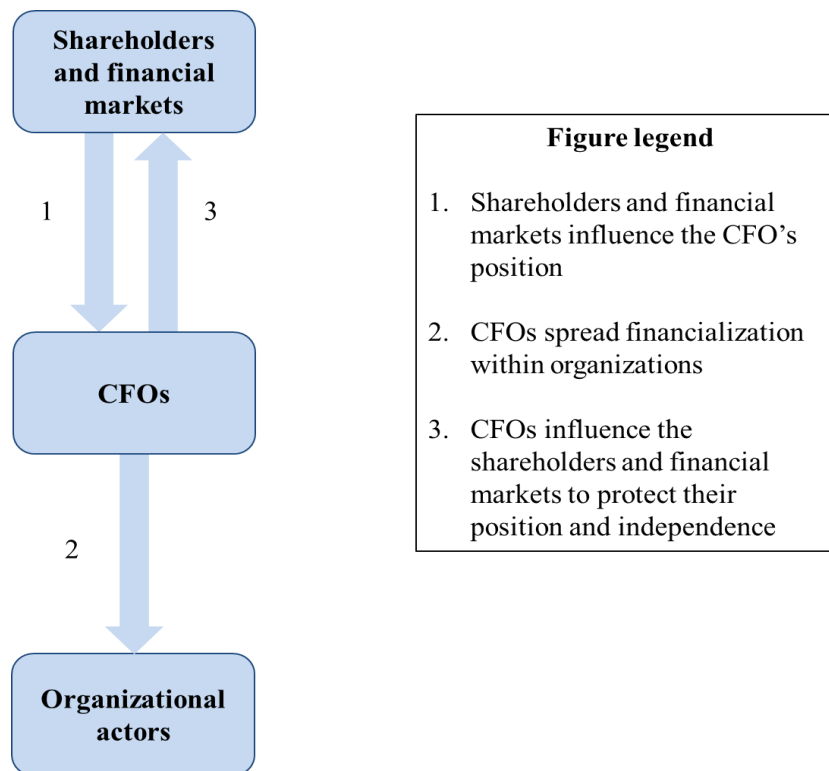 Shareholders
and financial
markets
1
3
CFOs
2
Organizational
actors
Figure legend
1. Shareholders and financial
markets influence the CFO’s
position
2. CFOs spread financialization
within organizations
3. CFOs influence the
shareholders and financial
markets to protect their
position and independence